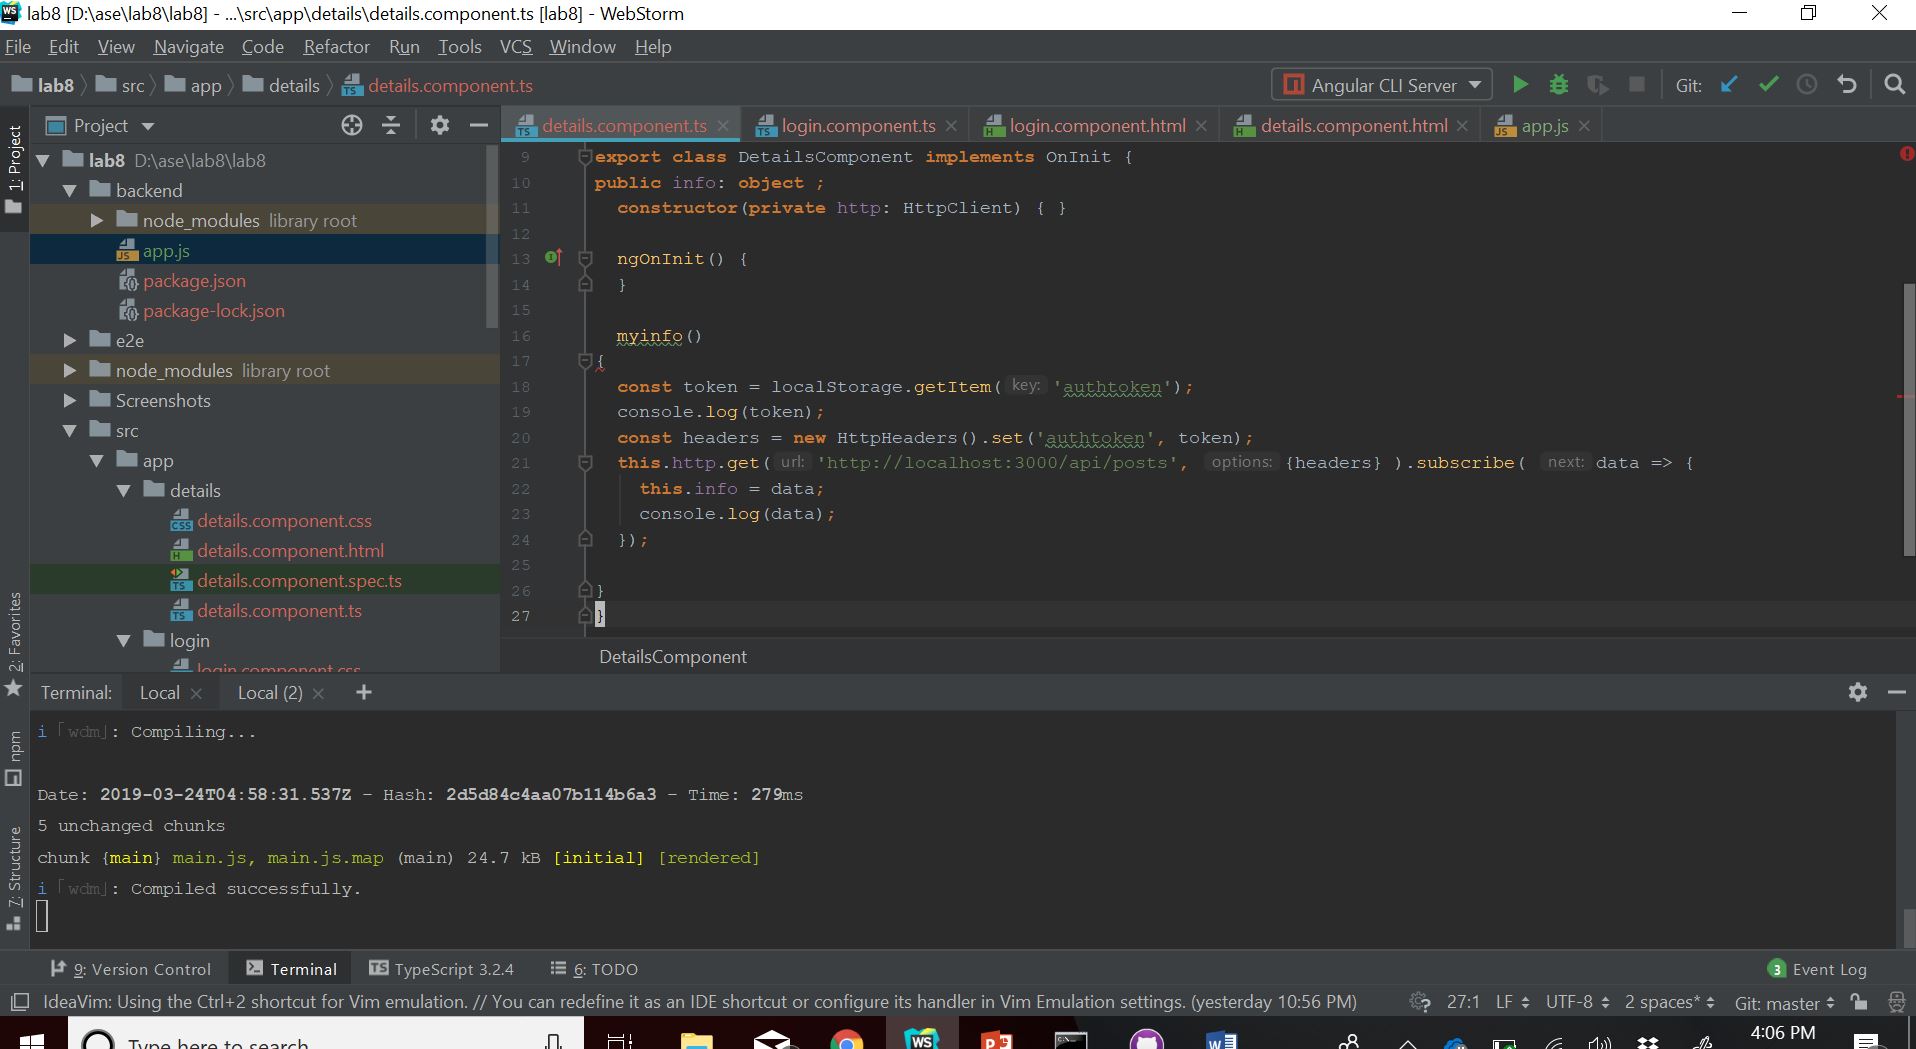 WS lab8 [D:\ase\lab8\lab8] - ...\src\app\details\details.component.ts [lab8] - WebStorm
File Edit View Navigate Code Refactor Run Tools VCS Window Help
lab8 src app details TS details.component.ts Angular CLI Server Git:
1: Project
Project
TS details.component.ts TS login.component.ts H login.component.html H details.component.html JS app.js
lab8 D:\ase\lab8\lab8
backend
node_modules library root
JS app.js
package.json
package-lock.json
e2e
node_modules library root
Screenshots
src
app
details
CSS details.component.css
H details.component.html
TS details.component.spec.ts
TS details.component.ts
login
login.component.css
9 export class DetailsComponent implements OnInit {
10 public info: object ;
11 constructor(private http: HttpClient) { }
12
13 ngOnInit() {
14 }
15
16 myinfo()
17 {
18 const token = localStorage.getItem( key: 'authtoken');
19 console.log(token);
20 const headers = new HttpHeaders().set('authtoken', token);
21 this.http.get( url: 'http://localhost:3000/api/posts', options: {headers} ).subscribe( next: data => {
22 this.info = data;
23 console.log(data);
24 });
25
26 }
27 }
DetailsComponent
2: Favorites
npm
7: Structure
Terminal: Local Local (2) +
i ｢wdm｣: Compiling...
Date: 2019-03-24T04:58:31.537Z - Hash: 2d5d84c4aa07b114b6a3 - Time: 279ms
5 unchanged chunks
chunk {main} main.js, main.js.map (main) 24.7 kB [initial] [rendered]
i ｢wdm｣: Compiled successfully.
9: Version Control Terminal TS TypeScript 3.2.4 6: TODO 3 Event Log
IdeaVim: Using the Ctrl+2 shortcut for Vim emulation. // You can redefine it as an IDE shortcut or configure its handler in Vim Emulation settings. (yesterday 10:56 PM) 27:1 LF UTF-8 2 spaces* Git: master
Type here to search WS 4:06 PM